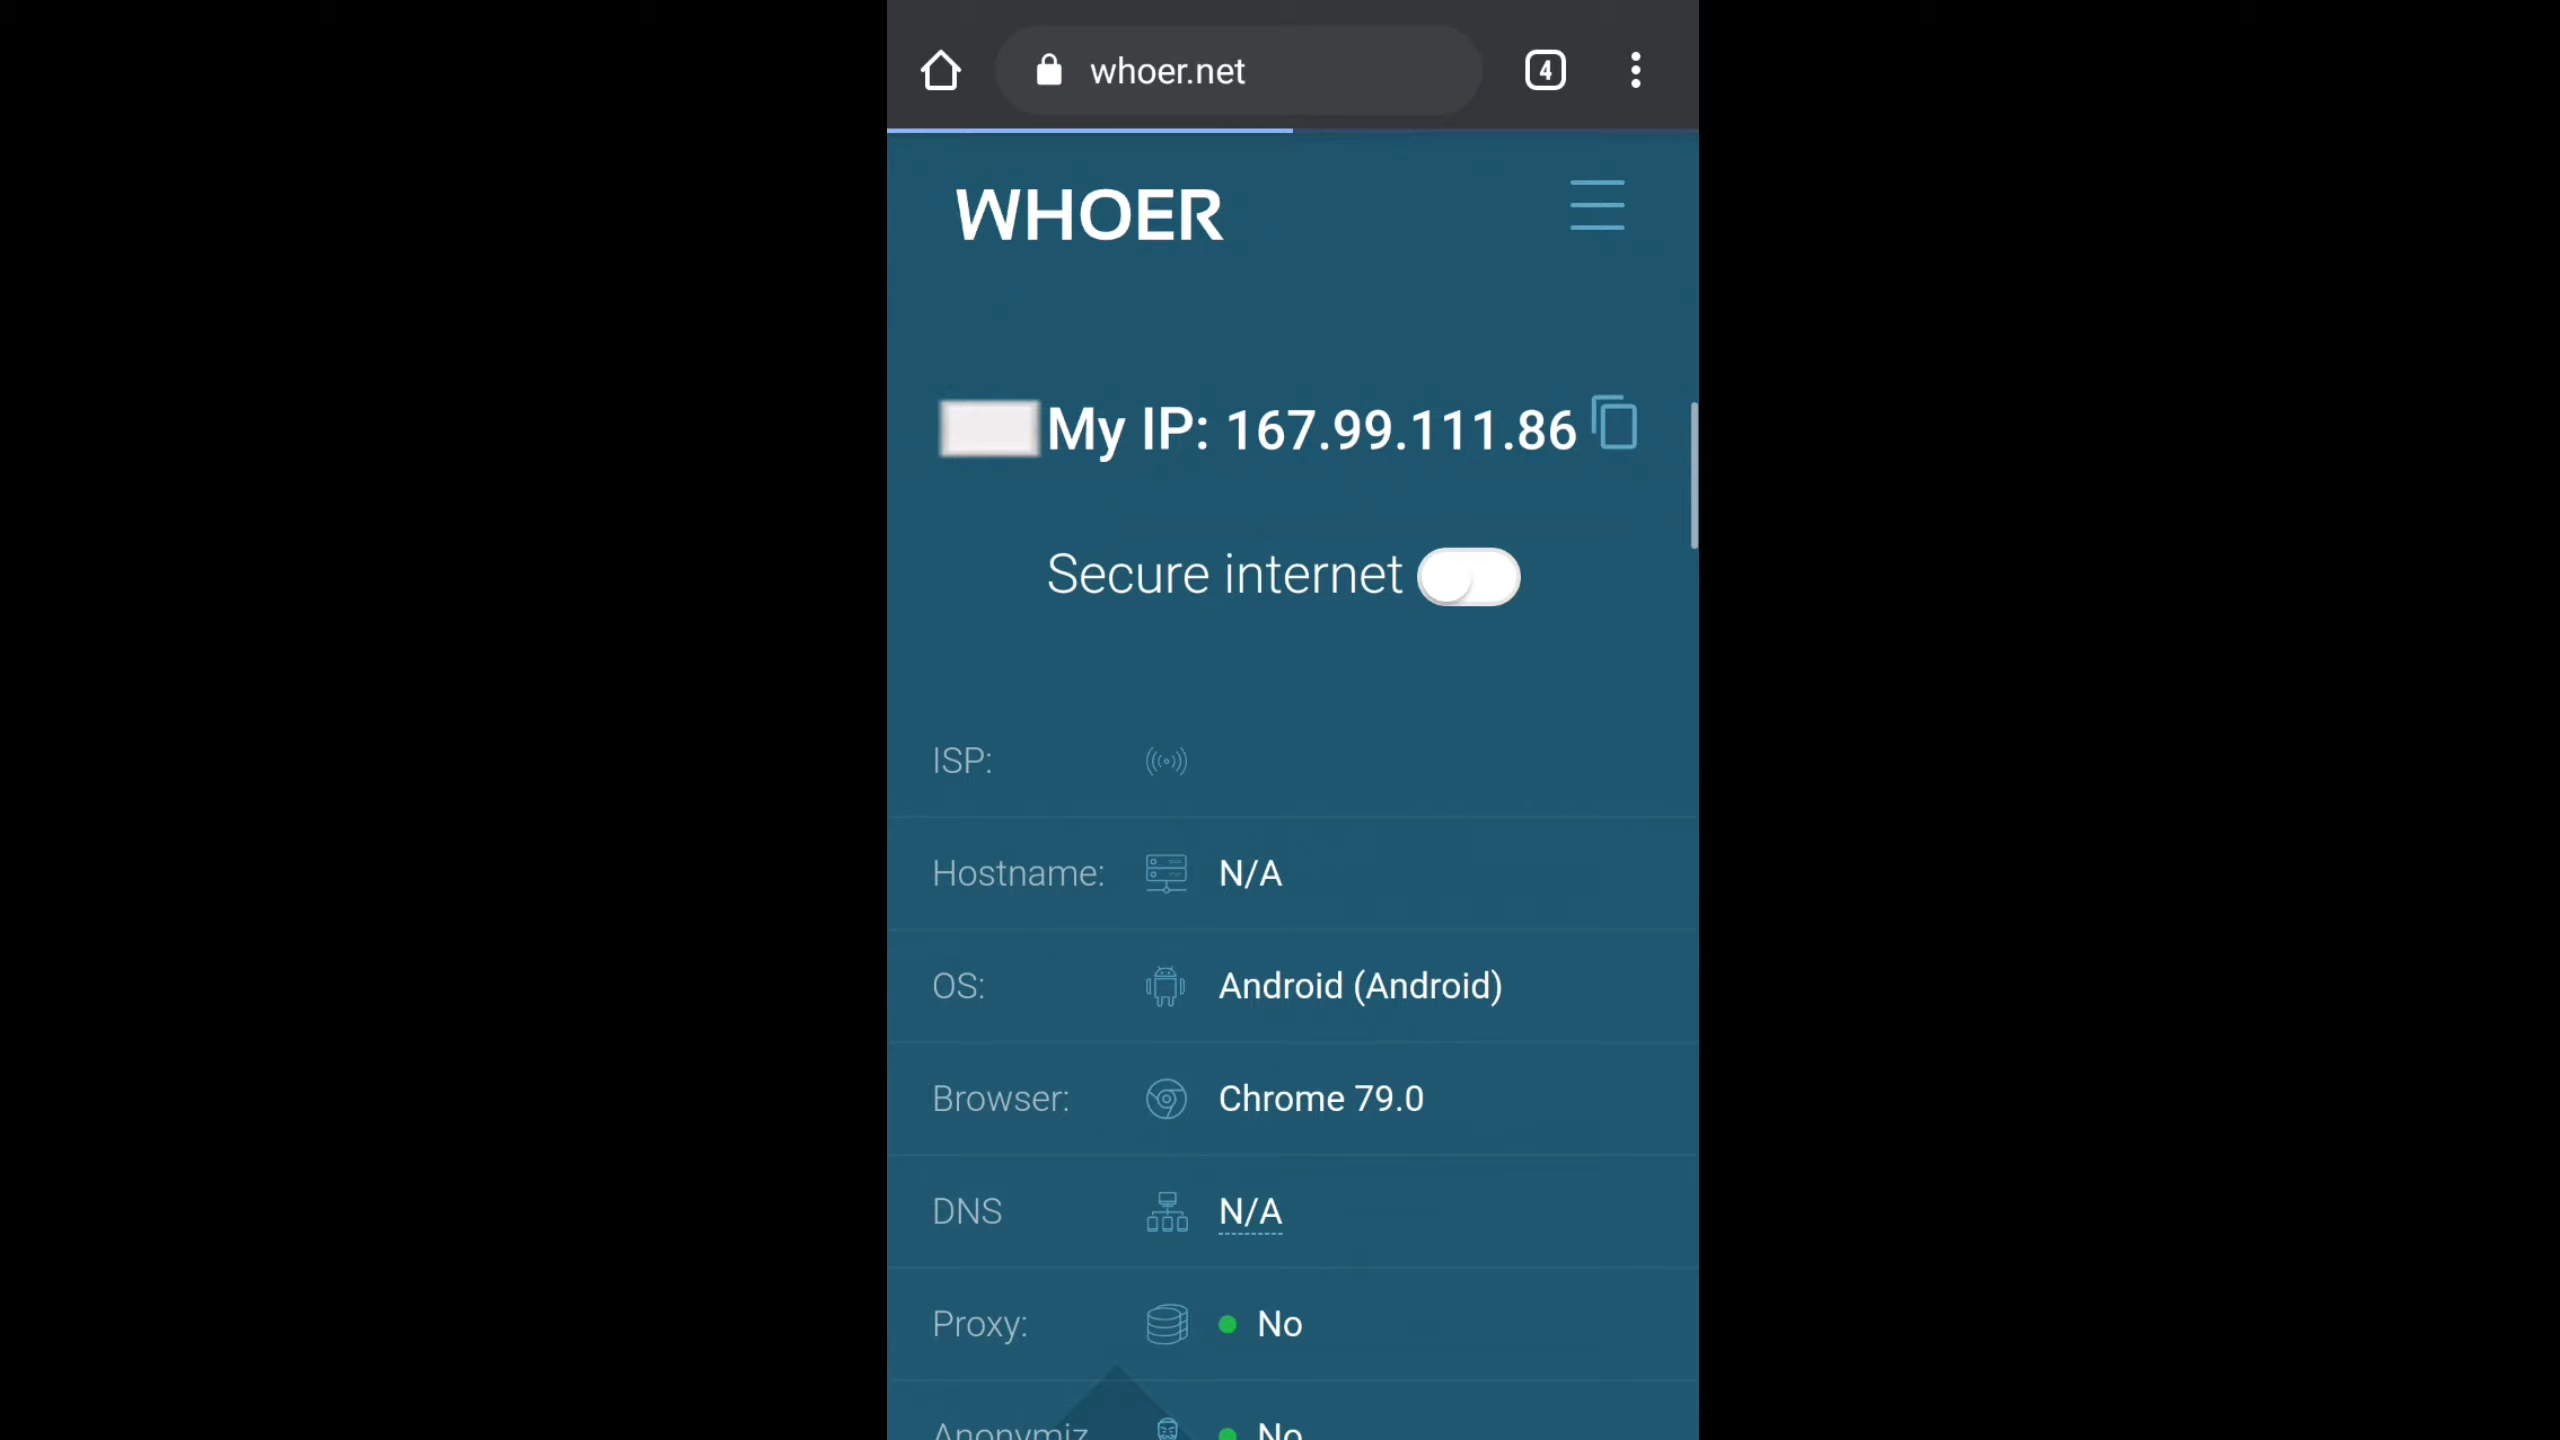 whoer.net
4
WHOER
My IP: 167.99.111.86
Secure internet
ISP:
Hostname: N/A
OS: Android (Android)
Browser: Chrome 79.0
DNS N/A
Proxy: No
Anonymiz No